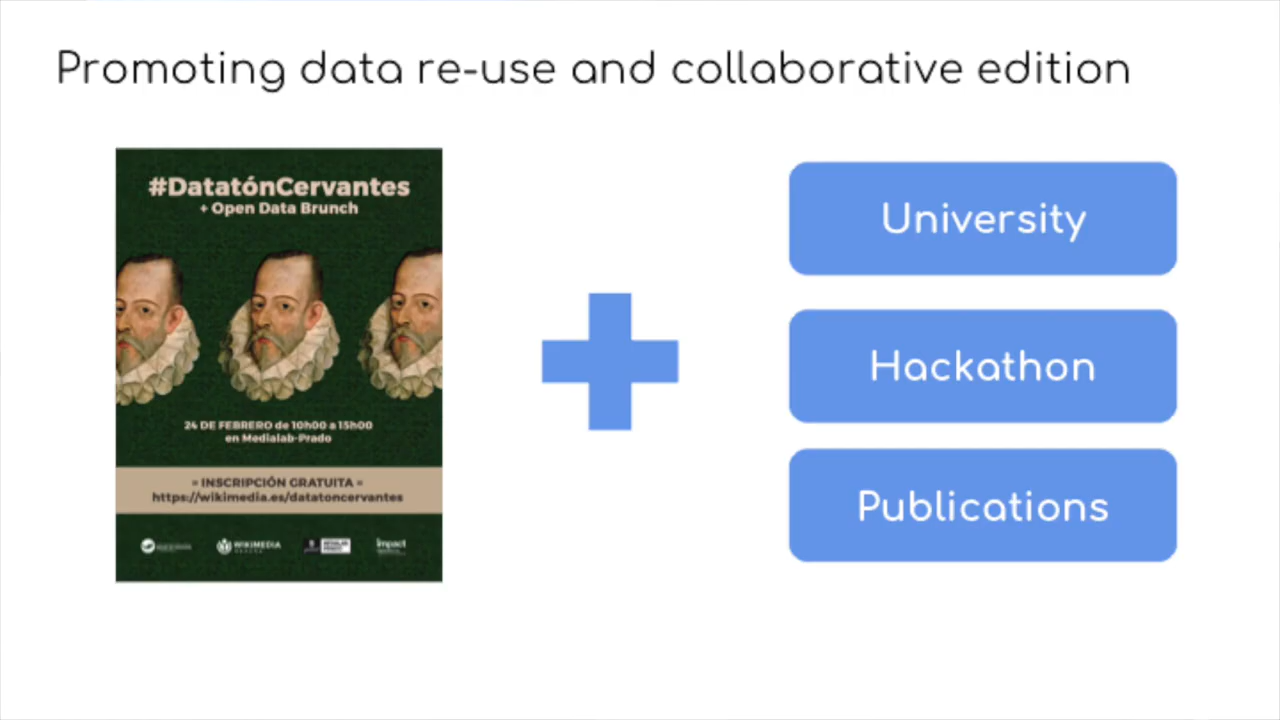 Promoting data re-use and collaborative edition
#DatatónCervantes
+ Open Data Brunch
24 DE FEBRERO de 10h00 a 15h00
en Medialab-Prado
= INSCRIPCIÓN GRATUITA =
https://wikimedia.es/datatoncervantes
WIKIMEDIA
impact
University
Hackathon
Publications